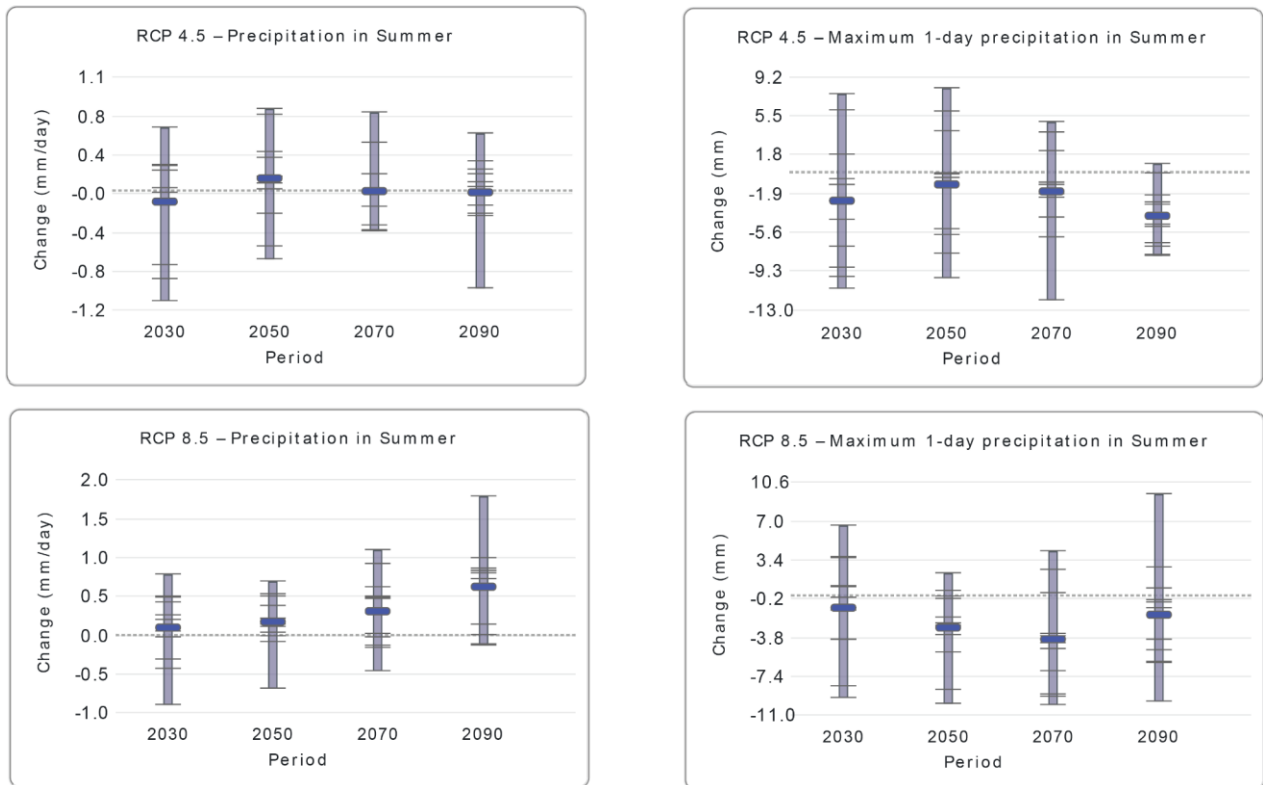 RCP 4.5 – Precipitation in Summer
Change (mm/day)
1.1
0.8
0.4
-0.0
-0.4
-0.8
-1.2
2030 2050 2070 2090
Period
RCP 4.5 – Maximum 1-day precipitation in Summer
Change (mm)
9.2
5.5
1.8
-1.9
-5.6
-9.3
-13.0
2030 2050 2070 2090
Period
RCP 8.5 – Precipitation in Summer
Change (mm/day)
2.0
1.5
1.0
0.5
0.0
-0.5
-1.0
2030 2050 2070 2090
Period
RCP 8.5 – Maximum 1-day precipitation in Summer
Change (mm)
10.6
7.0
3.4
-0.2
-3.8
-7.4
-11.0
2030 2050 2070 2090
Period